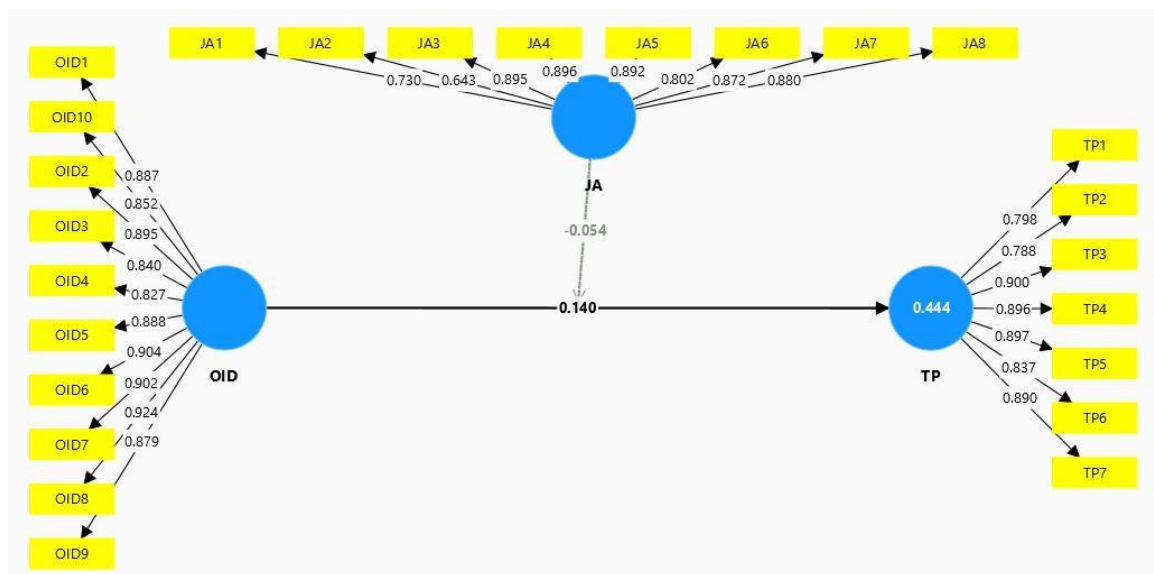 JA1 JA2 JA3 JA4 JA5 JA6 JA7 JA8
0.730 0.643 0.895 0.896 0.892 0.802 0.872 0.880
JA
-0.054
OID1
OID10
OID2
OID3
OID4
OID5
OID6
OID7
OID8
OID9
0.887
0.852
0.895
0.840
0.827
0.888
0.904
0.902
0.924
0.879
OID
0.140
0.444
TP
0.798
0.788
0.900
0.896
0.897
0.837
0.890
TP1
TP2
TP3
TP4
TP5
TP6
TP7